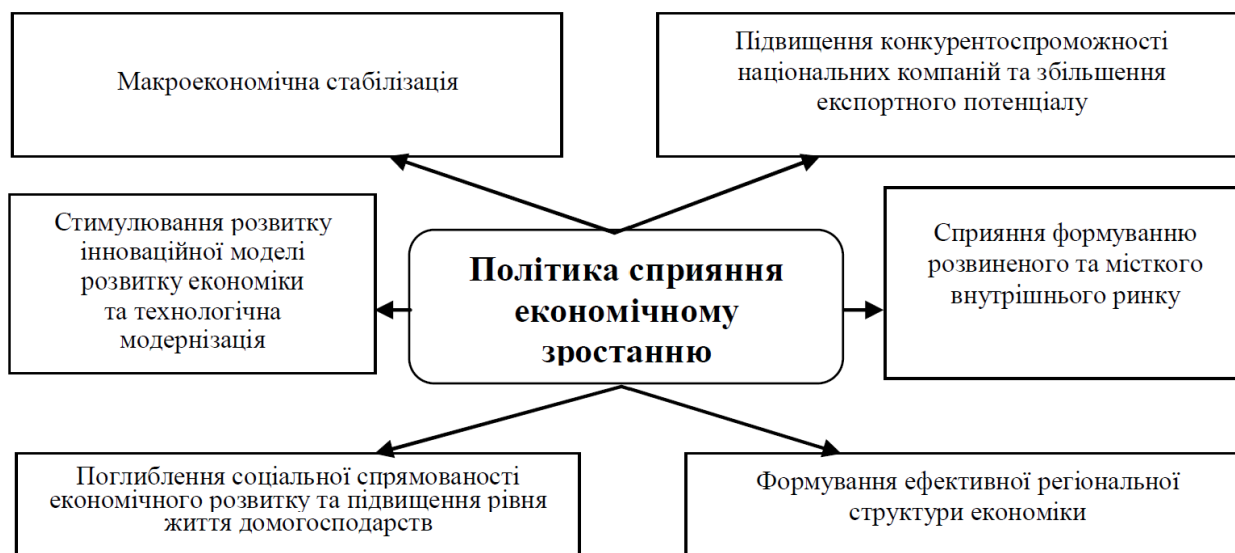 Макроекономічна стабілізація
Підвищення конкурентоспроможності
національних компаній та збільшення
експортного потенціалу
Стимулювання розвитку
інноваційної моделі
розвитку економіки
та технологічна
модернізація
Політика сприяння
економічному
зростанню
Сприяння формуванню
розвиненого та місткого
внутрішнього ринку
Поглиблення соціальної спрямованості
економічного розвитку та підвищення рівня
життя домогосподарств
Формування ефективної регіональної
структури економіки